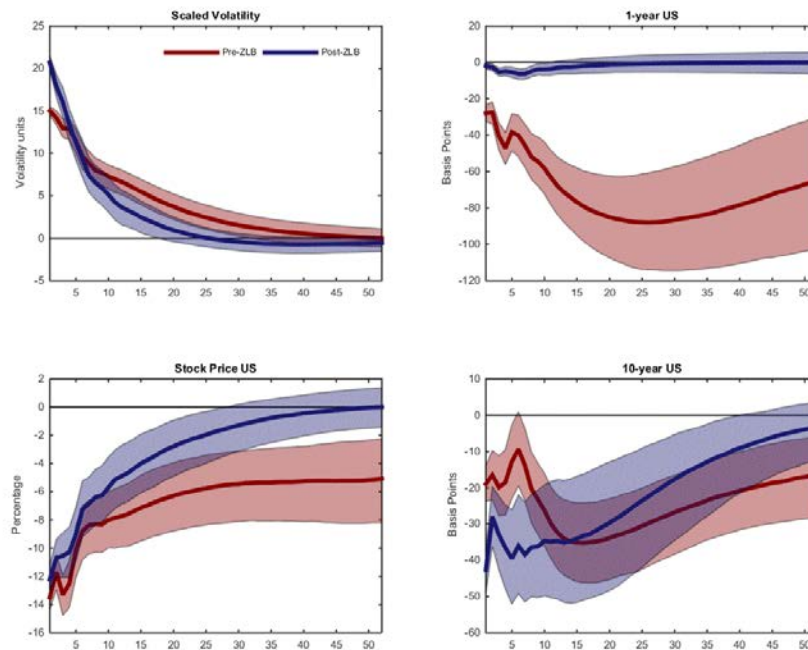 Scaled Volatility
25
20
15
10
5
0
-5
Volatility units
Pre-ZLB
Post-ZLB
5 10 15 20 25 30 35 40 45 50
1-year US
20
0
-20
-40
-60
-80
-100
-120
Basis Points
5 10 15 20 25 30 35 40 45 50
Stock Price US
2
0
-2
-4
-6
-8
-10
-12
-14
-16
Percentage
5 10 15 20 25 30 35 40 45 50
10-year US
10
0
-10
-20
-30
-40
-50
-60
Basis Points
5 10 15 20 25 30 35 40 45 50